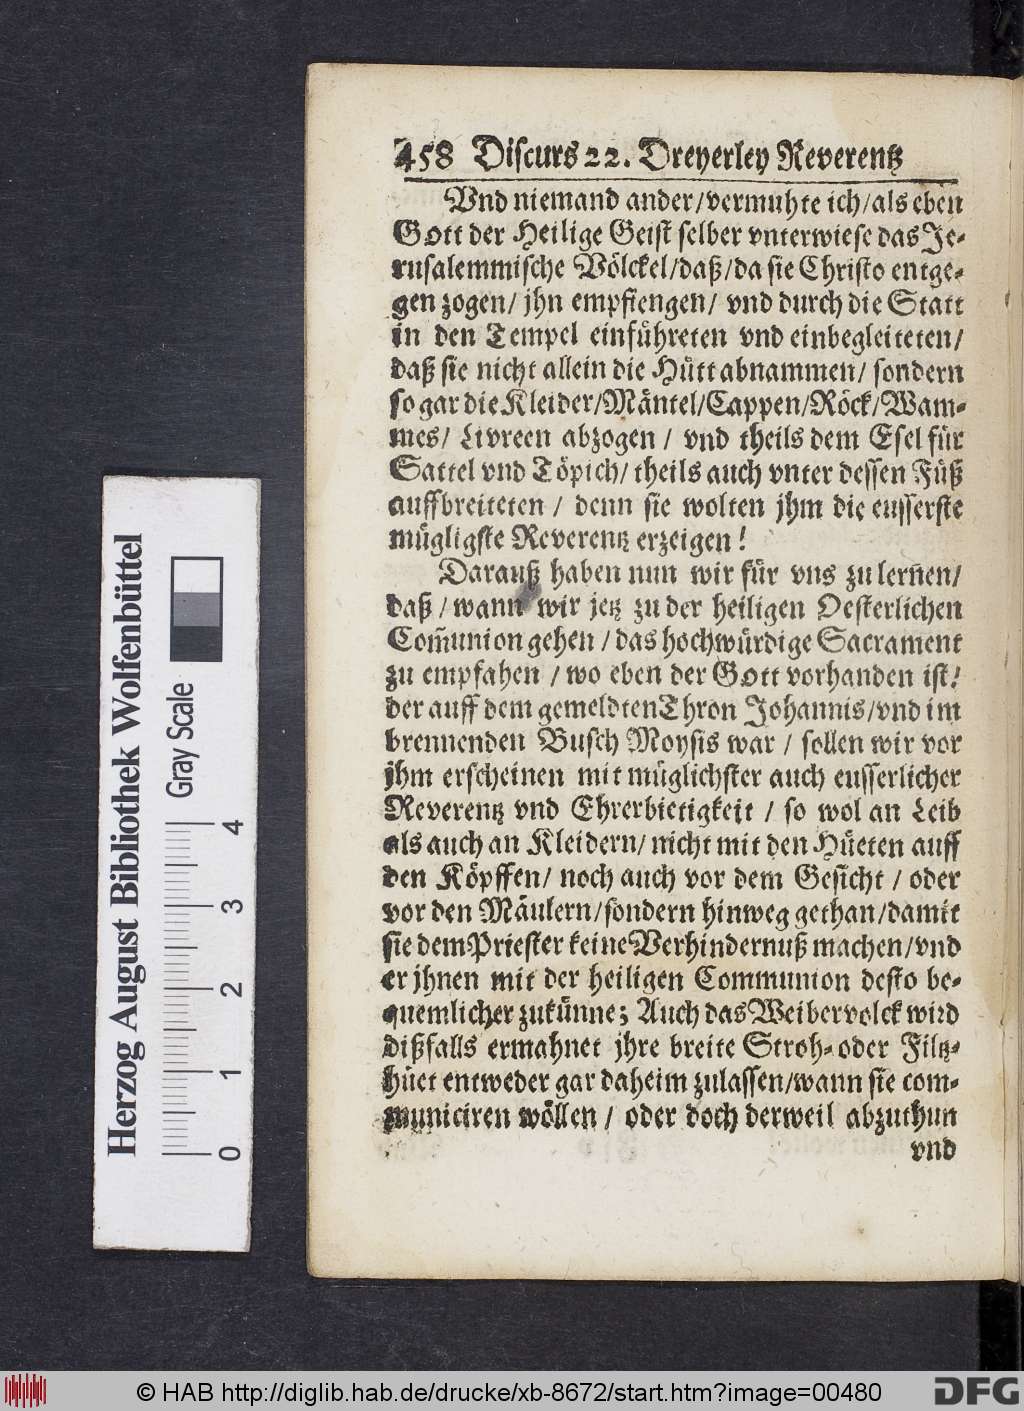 458 Discurs 22. Dreyerley Reverentz
Vnd niemand ander/vermuhte ich/als eben
Gott der Heilige Geist selber vnterwiese das Je-
rusalemmische Völckel/daß/da sie Christo entge-
gen zogen/ jhn empfiengen/ vnd durch die Statt
in den Tempel einführeten vnd einbegleiteten/
daß sie nicht allein die Hütt abnammen/ sondern
so gar die Kleider/Mäntel/Cappen/Röck/Wam-
mes/ Livreen abzogen / vnd theils dem Esel für
Sattel vnd Töpich/ theils auch vnter dessen Füß
auffbreiteten / denn sie wolten jhm die eusserste
mügligste Reverentz erzeigen!
Darauß haben nun wir für vns zu lern̄en/
daß / wann wir jetz zu der heiligen Oesterlichen
Com̄union gehen / das hochwürdige Sacrament
zu empfahen / wo eben der Gott vorhanden ist/
der auff dem gemeldten Thron Johannis/vnd im
brennenden Busch Moysis war / sollen wir vor
jhm erscheinen mit müglichster auch eusserlicher
Reverentz vnd Ehrerbietigkeit / so wol an Leib
als auch an Kleidern/ nicht mit den Hüeten auff
den Köpffen/ noch auch vor dem Gesicht / oder
vor den Mäulern/sondern hinweg gethan/damit
sie dem Priester keine Verhindernuß machen/vnd
er jhnen mit der heiligen Communion desto be-
quemlicher zukünne; Auch das Weibervolck wird
dißfalls ermahnet jhre breite Stroh- oder Filtz-
hüet entweder gar daheim zulassen/wann sie com-
municiren wöllen / oder doch derweil abzuthun
vnd
Herzog August Bibliothek Wolfenbüttel
Gray Scale
0 1 2 3 4
© HAB http://diglib.hab.de/drucke/xb-8672/start.htm?image=00480
DFG